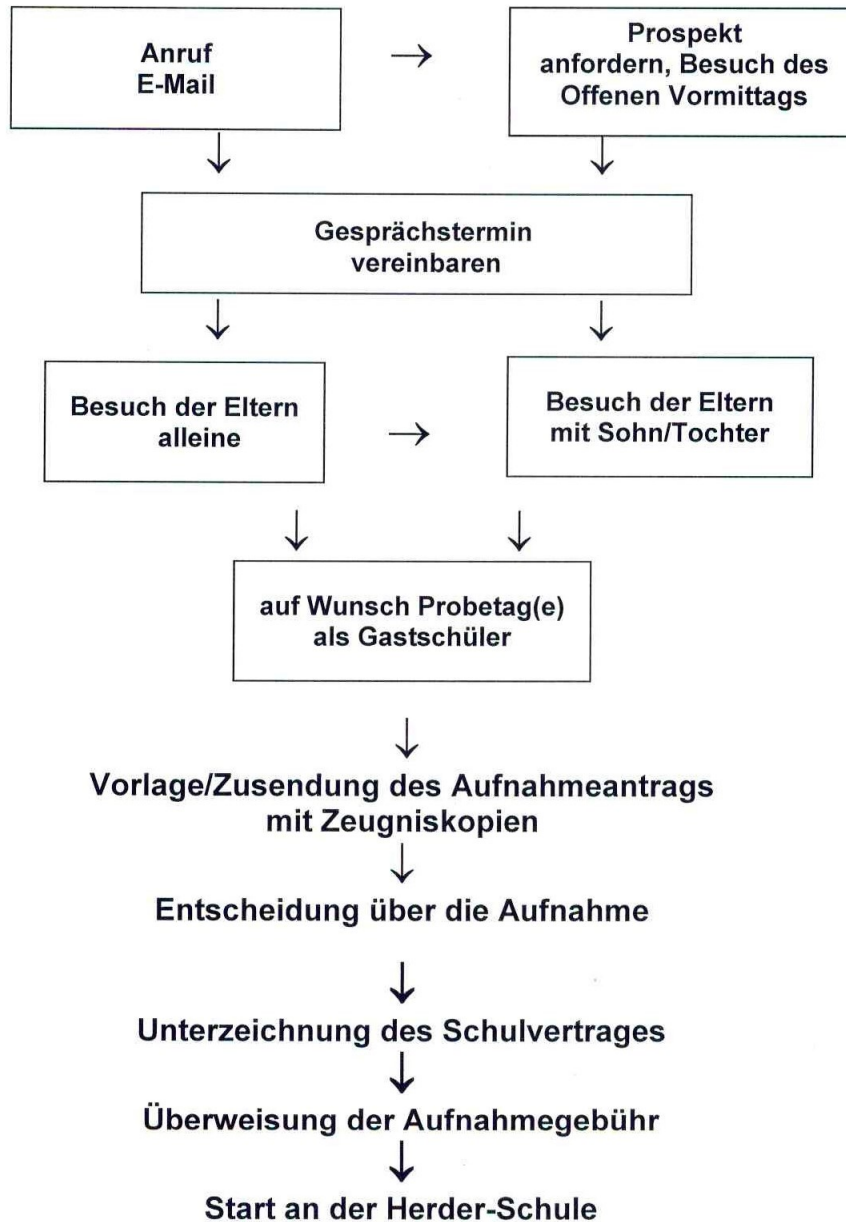 Anruf
E-Mail
→
Prospekt
anfordern, Besuch des
Offenen Vormittags
↓ ↓
Gesprächstermin
vereinbaren
↓ ↓
Besuch der Eltern
alleine
→
Besuch der Eltern
mit Sohn/Tochter
↓ ↓
auf Wunsch Probetag(e)
als Gastschüler
↓
Vorlage/Zusendung des Aufnahmeantrags
mit Zeugniskopien
↓
Entscheidung über die Aufnahme
↓
Unterzeichnung des Schulvertrages
↓
Überweisung der Aufnahmegebühr
↓
Start an der Herder-Schule